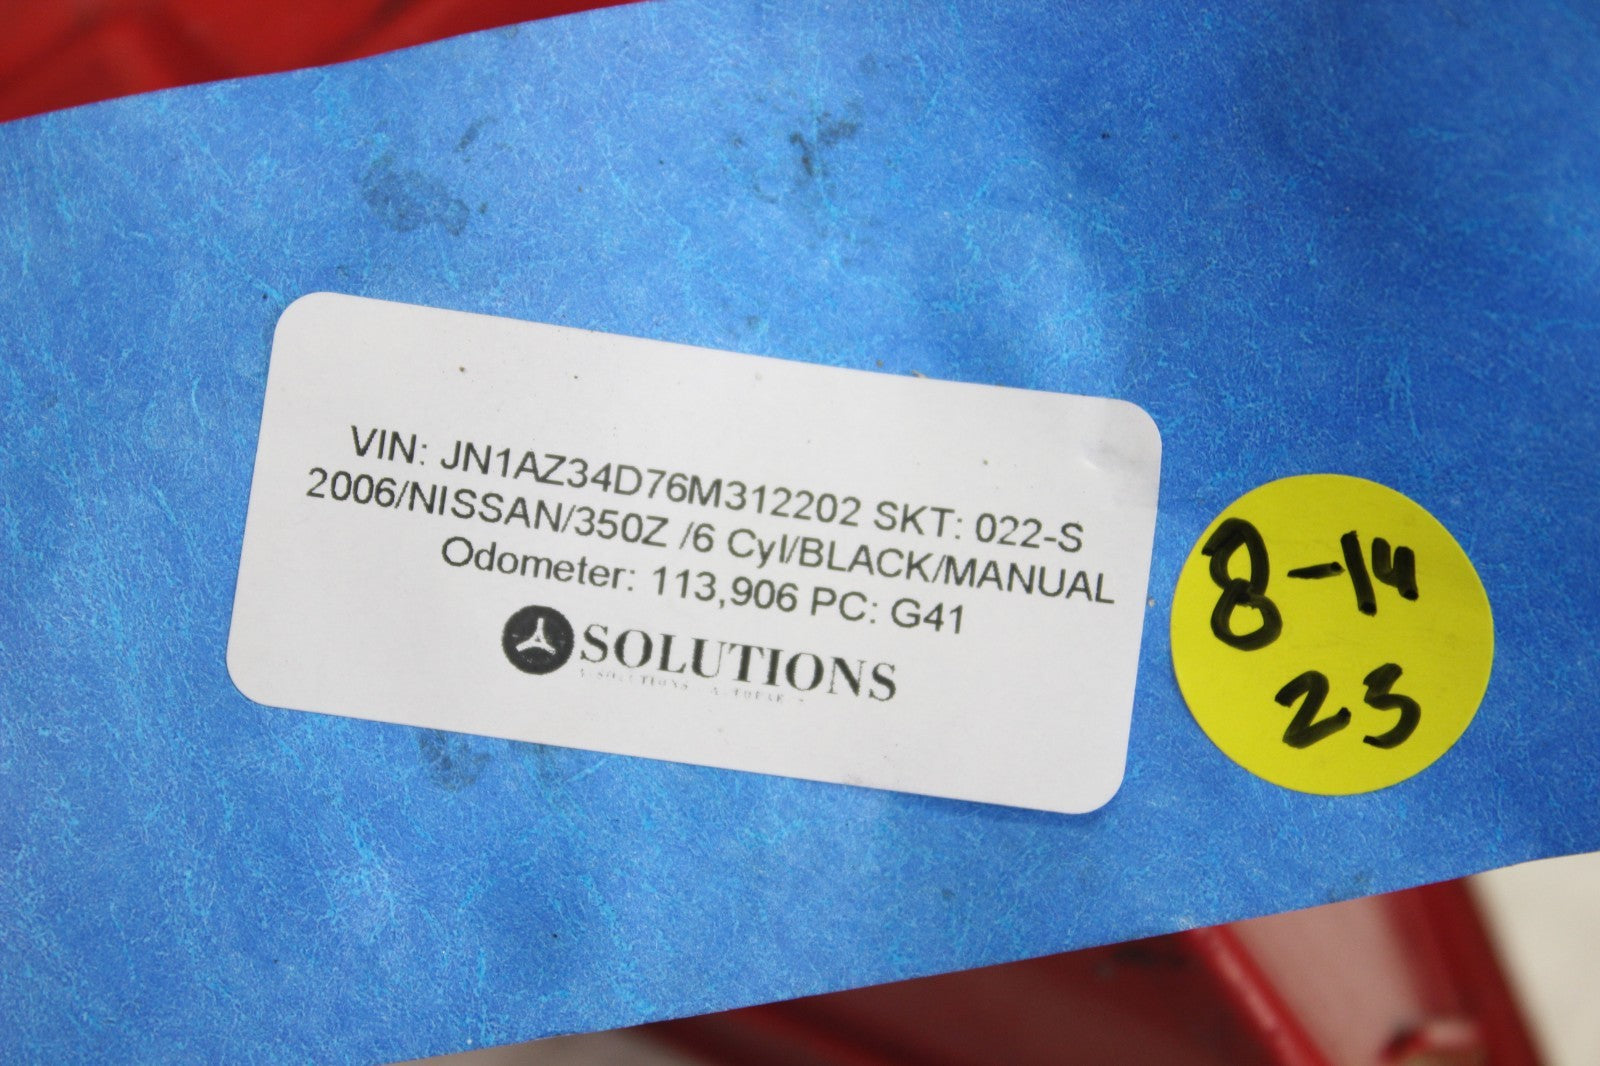 VIN: JN1AZ34D76M312202 SKT: 022-S
2006/NISSAN/350Z /6 Cyl/BLACK/MANUAL
Odometer: 113,906 PC: G41
SOLUTIONS
8-14
23